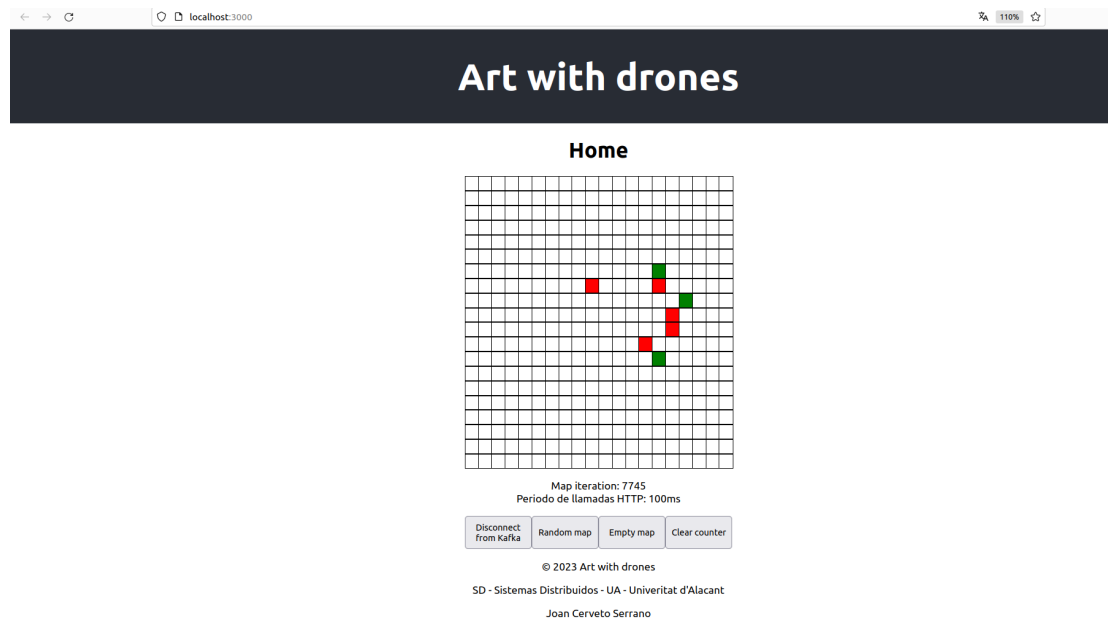 localhost:3000
110%
Art with drones
Home
Map iteration: 7745
Periodo de llamadas HTTP: 100ms
Disconnect
from Kafka
Random map
Empty map
Clear counter
© 2023 Art with drones
SD - Sistemas Distribuidos - UA - Univeritat d'Alacant
Joan Cerveto Serrano